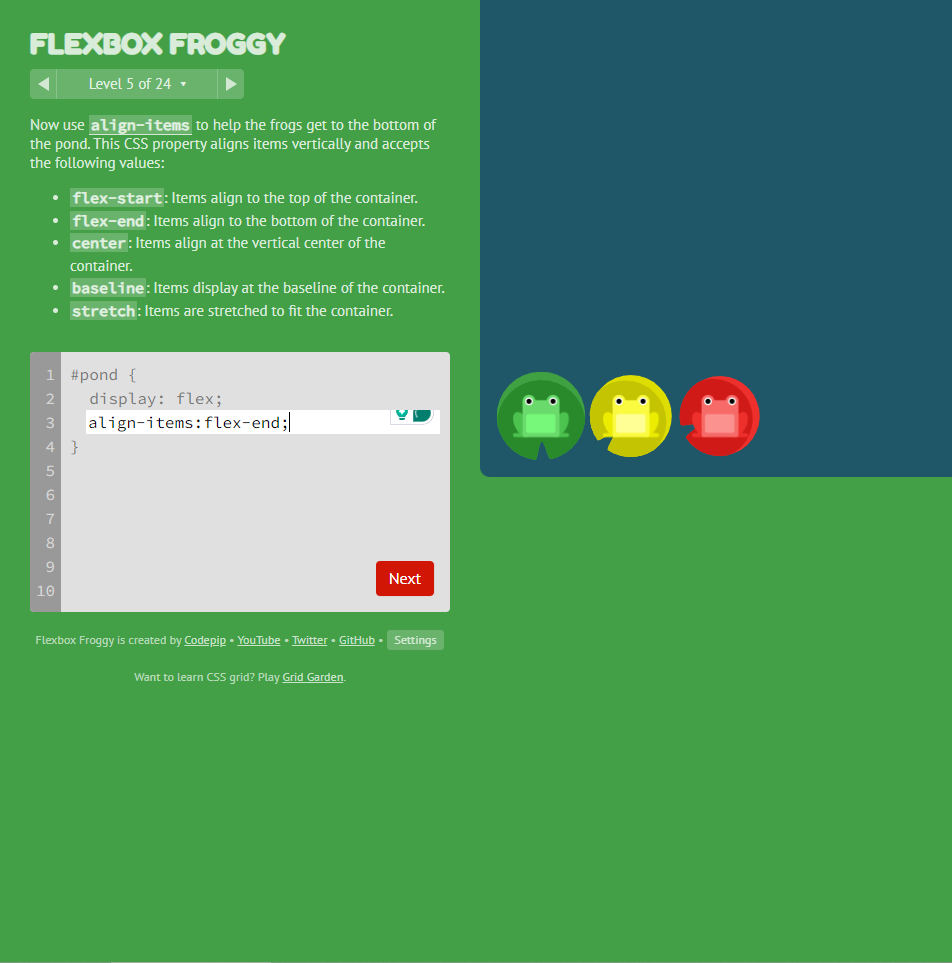 FLEXBOX FROGGY
Level 5 of 24
Now use align-items to help the frogs get to the bottom of
the pond. This CSS property aligns items vertically and accepts
the following values:
• flex-start: Items align to the top of the container.
• flex-end: Items align to the bottom of the container.
• center: Items align at the vertical center of the
container.
• baseline: Items display at the baseline of the container.
• stretch: Items are stretched to fit the container.
1 #pond {
2 display: flex;
3 align-items:flex-end;
4 }
5
6
7
8
9
10
Next
Flexbox Froggy is created by Codepip • YouTube • Twitter • GitHub • Settings
Want to learn CSS grid? Play Grid Garden.